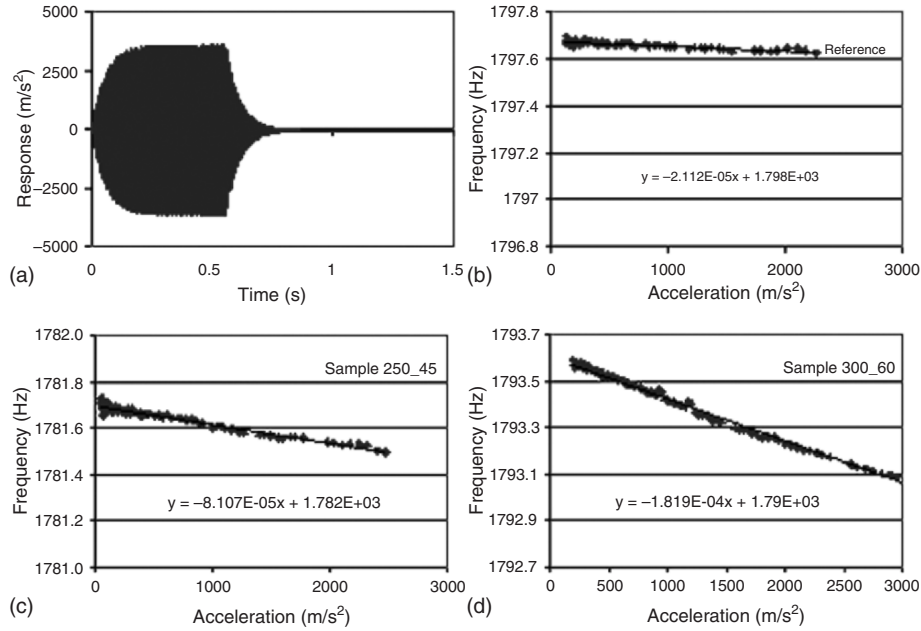 5000
2500
0
−2500
−5000
Response (m/s²)
0
0.5
1
1.5
Time (s)
(a)
1797.8
1797.6
1797.4
1797.2
1797
1796.8
Frequency (Hz)
Reference
y = −2.112E-05x + 1.798E+03
0
1000
2000
3000
Acceleration (m/s²)
(b)
1782.0
1781.8
1781.6
1781.4
1781.2
1781.0
Frequency (Hz)
Sample 250_45
y = −8.107E-05x + 1.782E+03
0
1000
2000
3000
Acceleration (m/s²)
(c)
1793.7
1793.5
1793.3
1793.1
1792.9
1792.7
Frequency (Hz)
Sample 300_60
y = −1.819E-04x + 1.79E+03
0
500
1000
1500
2000
2500
3000
Acceleration (m/s²)
(d)